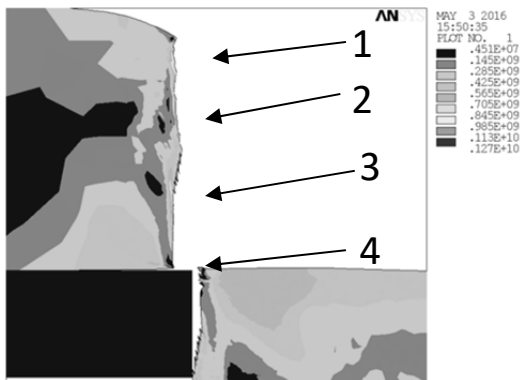 ANSYS
MAY 3 2016
15:50:35
PLOT NO. 1
.451E+07
.145E+09
.285E+09
.425E+09
.565E+09
.705E+09
.845E+09
.985E+09
.113E+10
.127E+10
1
2
3
4